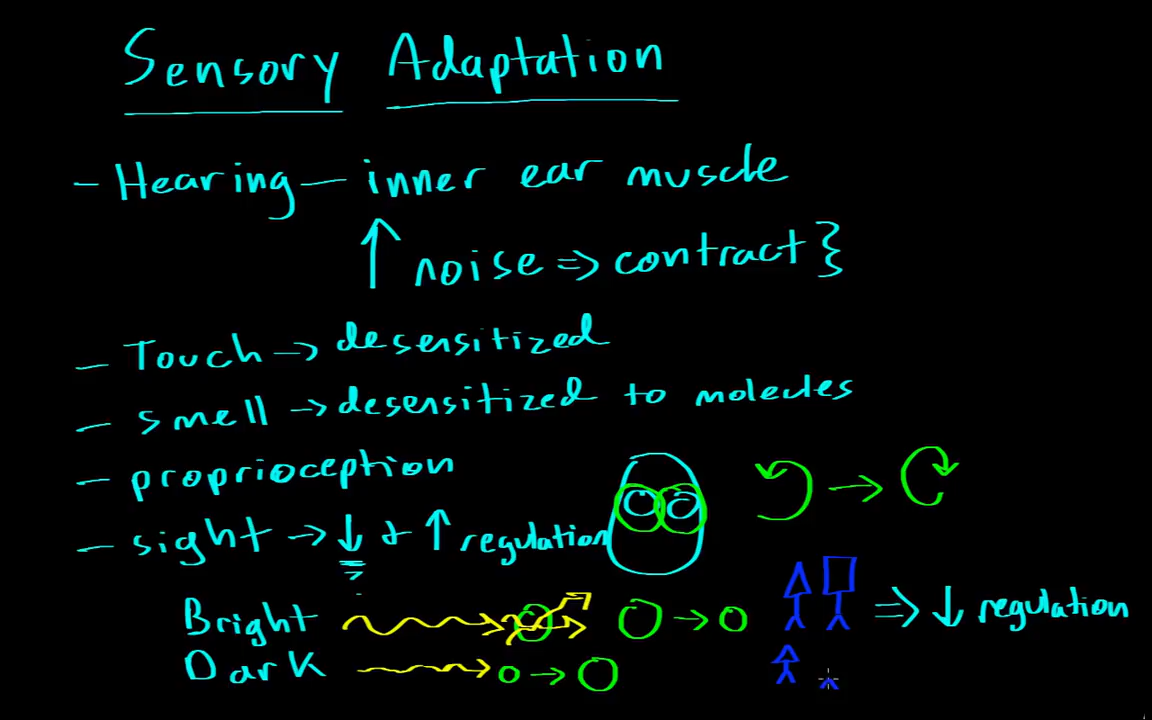 Sensory Adaptation
- Hearing - inner ear muscle
↑ noise => contract }
- Touch -> desensitized
- smell -> desensitized to molecules
- proprioception
- sight -> ↓ + ↑ regulation
Bright => ↓ regulation
Dark